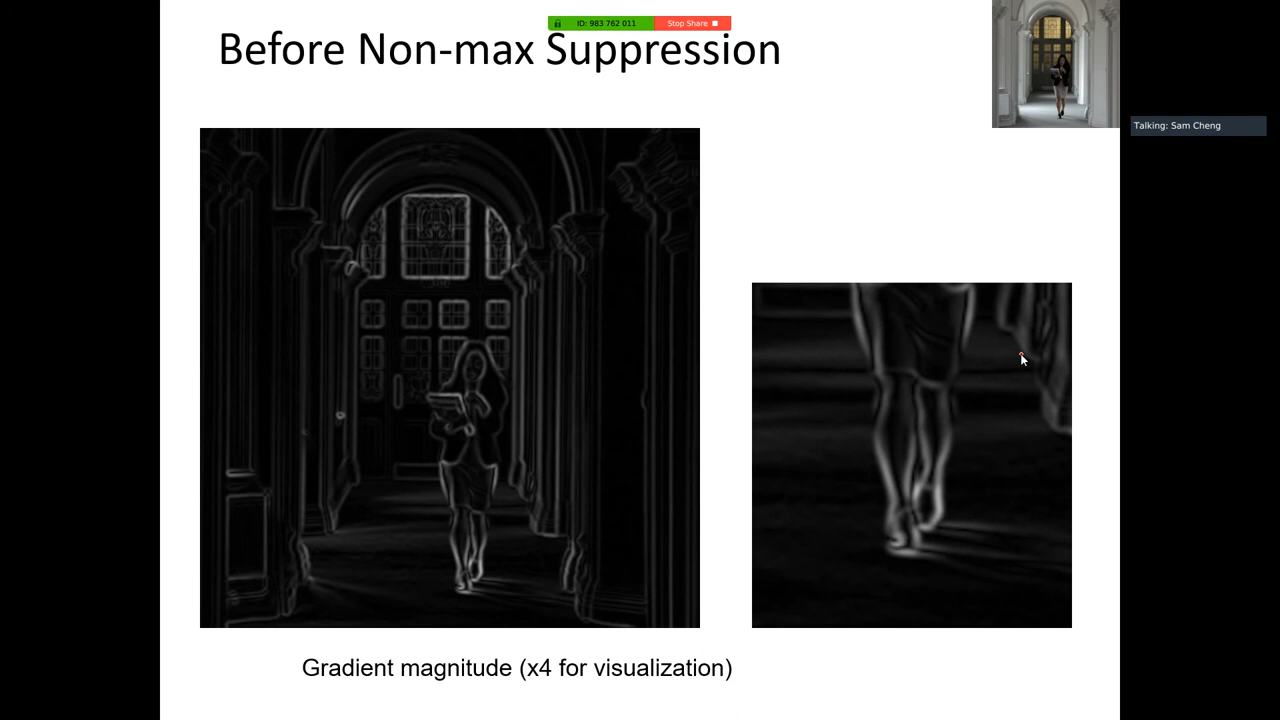 ID: 983 762 011
Stop Share
Before Non-max Suppression
Talking: Sam Cheng
Gradient magnitude (x4 for visualization)